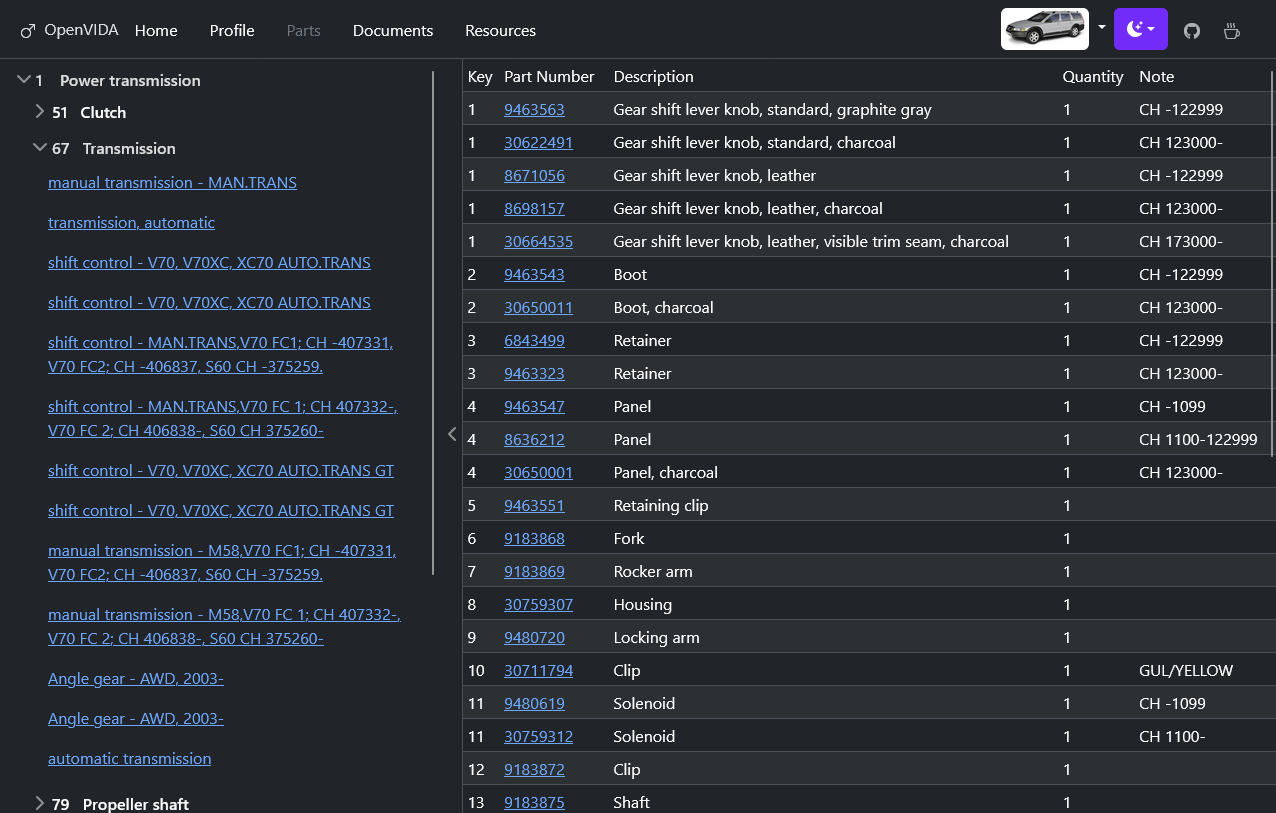 OpenVIDA Home Profile Parts Documents Resources
1 Power transmission
51 Clutch
67 Transmission
manual transmission - MAN.TRANS
transmission, automatic
shift control - V70, V70XC, XC70 AUTO.TRANS
shift control - V70, V70XC, XC70 AUTO.TRANS
shift control - MAN.TRANS,V70 FC1; CH -407331,
V70 FC2; CH -406837, S60 CH -375259.
shift control - MAN.TRANS,V70 FC 1; CH 407332-,
V70 FC 2; CH 406838-, S60 CH 375260-
shift control - V70, V70XC, XC70 AUTO.TRANS GT
shift control - V70, V70XC, XC70 AUTO.TRANS GT
manual transmission - M58,V70 FC1; CH -407331,
V70 FC2; CH -406837, S60 CH -375259.
manual transmission - M58,V70 FC 1; CH 407332-,
V70 FC 2; CH 406838-, S60 CH 375260-
Angle gear - AWD, 2003-
Angle gear - AWD, 2003-
automatic transmission
79 Propeller shaft
Key Part Number Description Quantity Note
1 9463563 Gear shift lever knob, standard, graphite gray 1 CH -122999
1 30622491 Gear shift lever knob, standard, charcoal 1 CH 123000-
1 8671056 Gear shift lever knob, leather 1 CH -122999
1 8698157 Gear shift lever knob, leather, charcoal 1 CH 123000-
1 30664535 Gear shift lever knob, leather, visible trim seam, charcoal 1 CH 173000-
2 9463543 Boot 1 CH -122999
2 30650011 Boot, charcoal 1 CH 123000-
3 6843499 Retainer 1 CH -122999
3 9463323 Retainer 1 CH 123000-
4 9463547 Panel 1 CH -1099
4 8636212 Panel 1 CH 1100-122999
4 30650001 Panel, charcoal 1 CH 123000-
5 9463551 Retaining clip 1
6 9183868 Fork 1
7 9183869 Rocker arm 1
8 30759307 Housing 1
9 9480720 Locking arm 1
10 30711794 Clip 1 GUL/YELLOW
11 9480619 Solenoid 1 CH -1099
11 30759312 Solenoid 1 CH 1100-
12 9183872 Clip 1
13 9183875 Shaft 1